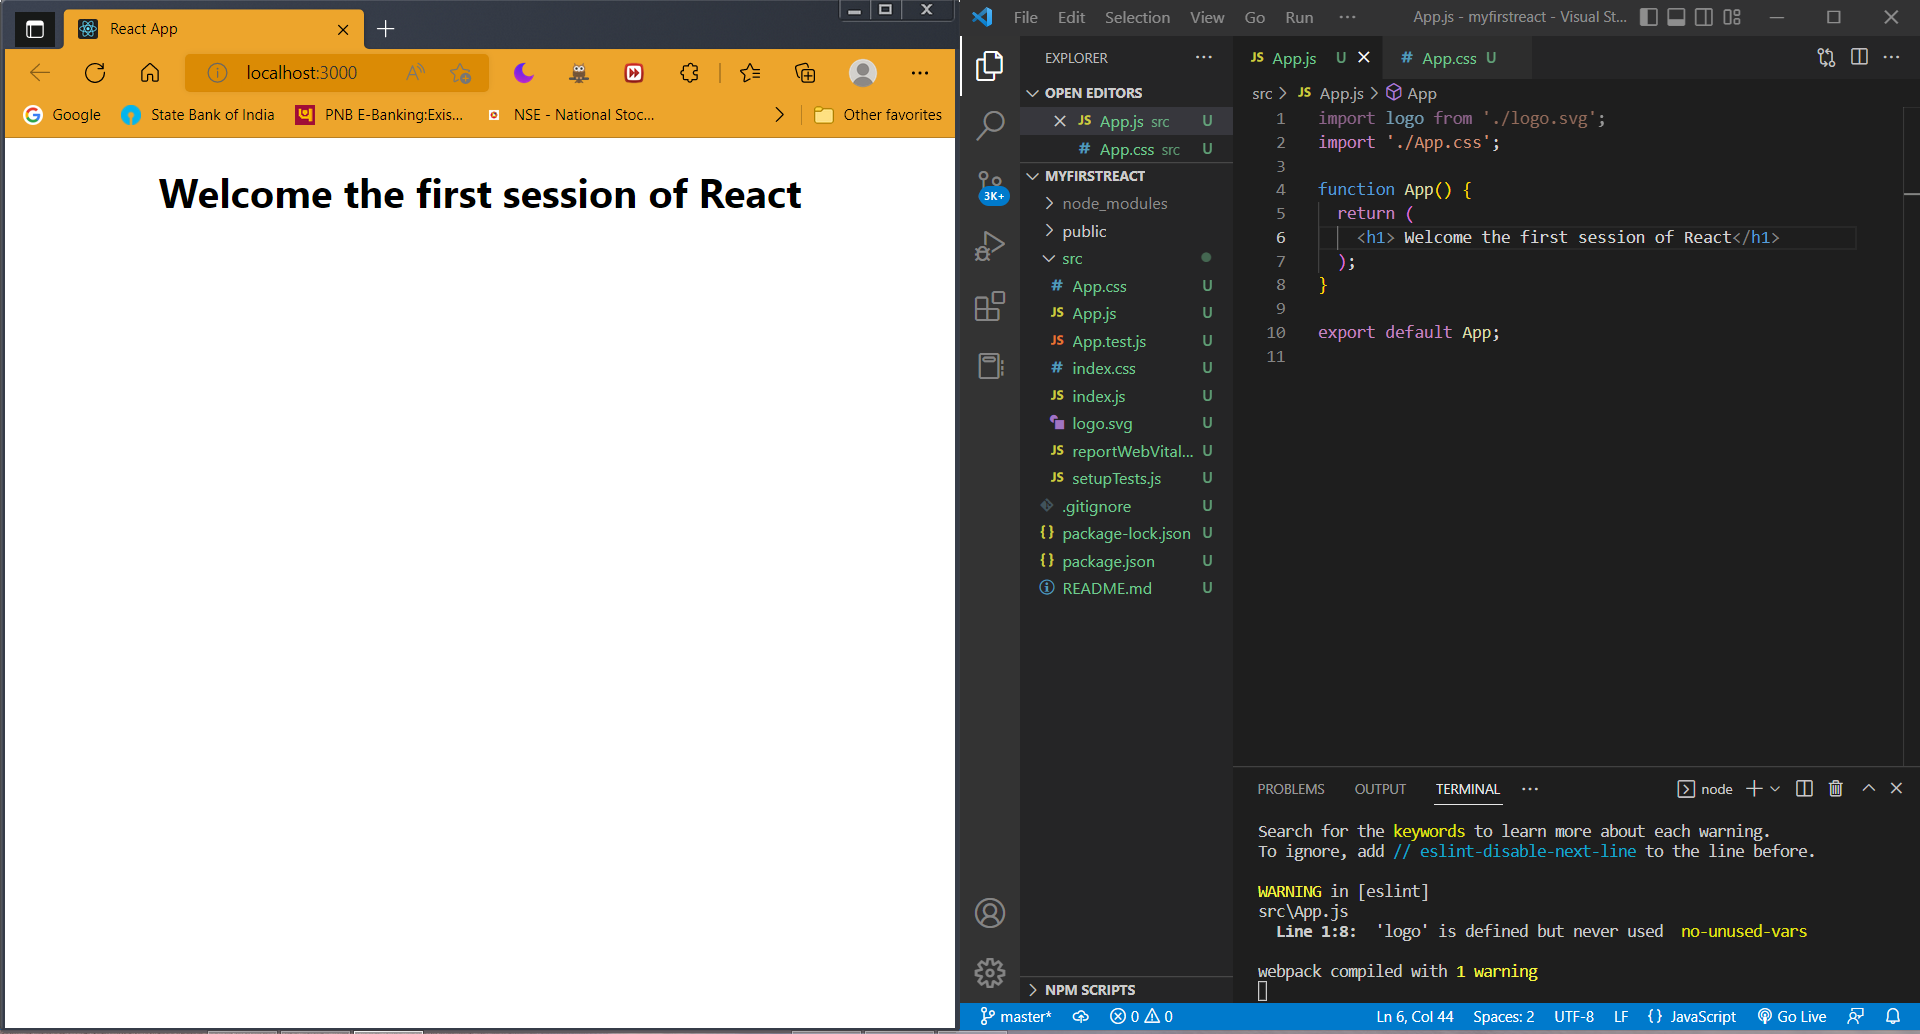 React App
localhost:3000
Google
State Bank of India
PNB E-Banking:Exis...
NSE - National Stoc...
Other favorites
Welcome the first session of React
File Edit Selection View Go Run ··· App.js - myfirstreact - Visual St...
EXPLORER
OPEN EDITORS
App.js src U
App.css src U
MYFIRSTREACT
node_modules
public
src
App.css U
App.js U
App.test.js U
index.css U
index.js U
logo.svg U
reportWebVital... U
setupTests.js U
.gitignore U
package-lock.json U
package.json U
README.md U
NPM SCRIPTS
3K+
JS App.js U
# App.css U
src > JS App.js > App
1 import logo from './logo.svg';
2 import './App.css';
3
4 function App() {
5 return (
6 <h1> Welcome the first session of React</h1>
7 );
8 }
9
10 export default App;
11
PROBLEMS OUTPUT TERMINAL ··· node
Search for the keywords to learn more about each warning.
To ignore, add // eslint-disable-next-line to the line before.
WARNING in [eslint]
src\App.js
Line 1:8: 'logo' is defined but never used no-unused-vars
webpack compiled with 1 warning
master* 0 0 Ln 6, Col 44 Spaces: 2 UTF-8 LF {} JavaScript Go Live